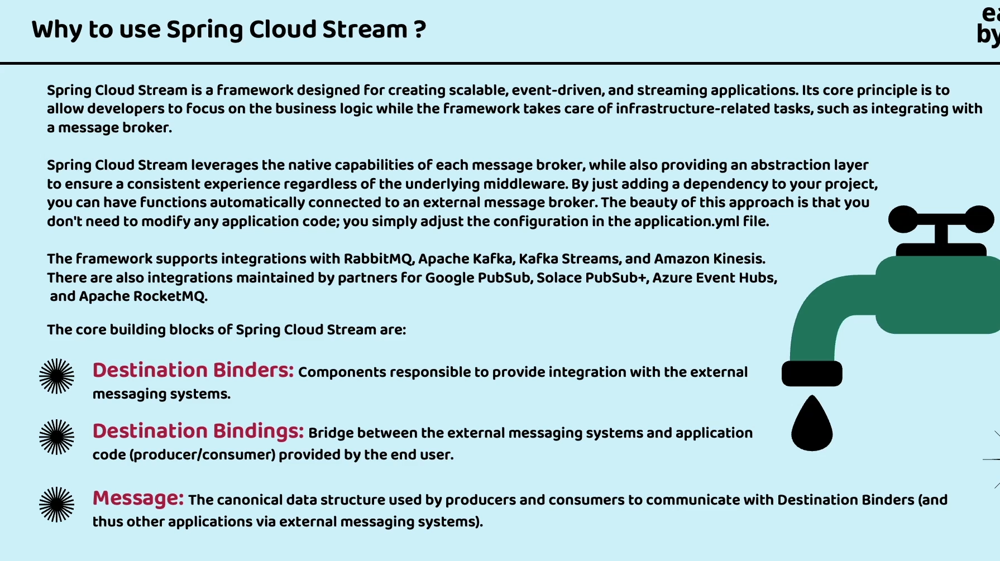 Why to use Spring Cloud Stream ?
Spring Cloud Stream is a framework designed for creating scalable, event-driven, and streaming applications. Its core principle is to
allow developers to focus on the business logic while the framework takes care of infrastructure-related tasks, such as integrating with
a message broker.
Spring Cloud Stream leverages the native capabilities of each message broker, while also providing an abstraction layer
to ensure a consistent experience regardless of the underlying middleware. By just adding a dependency to your project,
you can have functions automatically connected to an external message broker. The beauty of this approach is that you
don't need to modify any application code; you simply adjust the configuration in the application.yml file.
The framework supports integrations with RabbitMQ, Apache Kafka, Kafka Streams, and Amazon Kinesis.
There are also integrations maintained by partners for Google PubSub, Solace PubSub+, Azure Event Hubs,
and Apache RocketMQ.
The core building blocks of Spring Cloud Stream are:
Destination Binders: Components responsible to provide integration with the external
messaging systems.
Destination Bindings: Bridge between the external messaging systems and application
code (producer/consumer) provided by the end user.
Message: The canonical data structure used by producers and consumers to communicate with Destination Binders (and
thus other applications via external messaging systems).